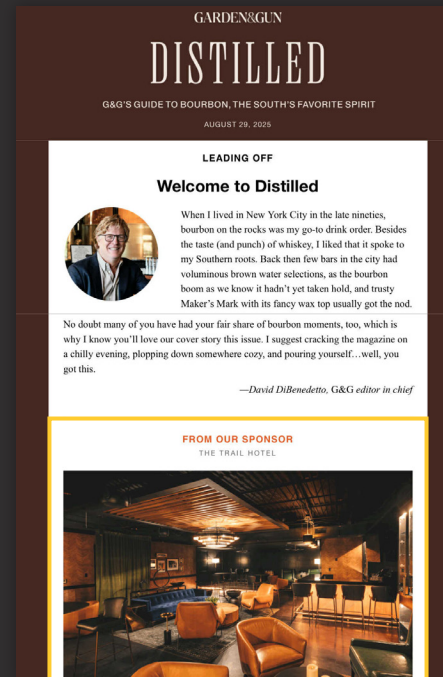 GARDEN&GUN
DISTILLED
G&G'S GUIDE TO BOURBON, THE SOUTH'S FAVORITE SPIRIT
AUGUST 29, 2025
LEADING OFF
Welcome to Distilled
When I lived in New York City in the late nineties,
bourbon on the rocks was my go-to drink order. Besides
the taste (and punch) of whiskey, I liked that it spoke to
my Southern roots. Back then few bars in the city had
voluminous brown water selections, as the bourbon
boom as we know it hadn't yet taken hold, and trusty
Maker's Mark with its fancy wax top usually got the nod.
No doubt many of you have had your fair share of bourbon moments, too, which is
why I know you'll love our cover story this issue. I suggest cracking the magazine on
a chilly evening, plopping down somewhere cozy, and pouring yourself…well, you
got this.
—David DiBenedetto, G&G editor in chief
FROM OUR SPONSOR
THE TRAIL HOTEL